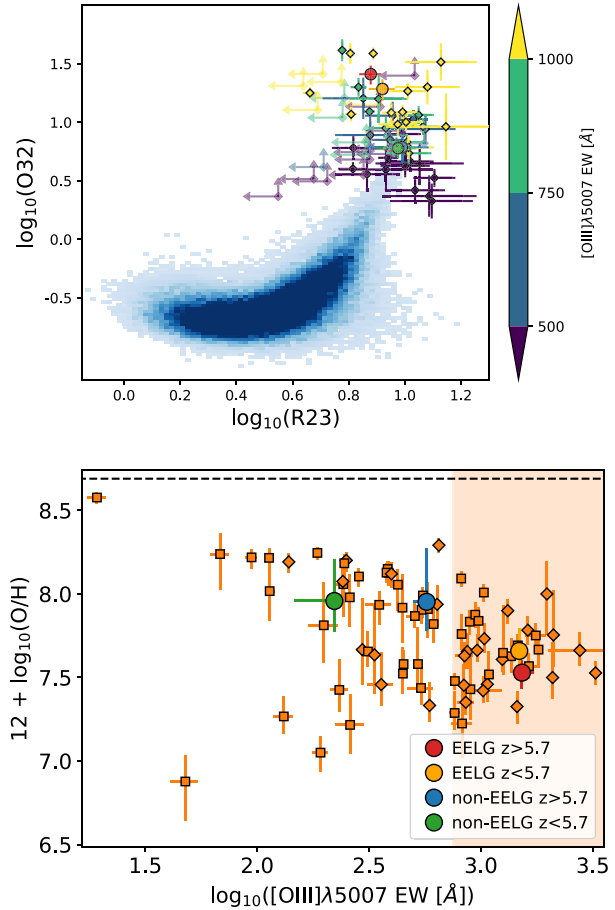 1.5
1.0
0.5
0.0
-0.5
log₁₀(O32)
0.0 0.2 0.4 0.6 0.8 1.0 1.2
log₁₀(R23)
1000
750
500
[OIII]λ5007 EW [Å]
8.5
8.0
7.5
7.0
6.5
12 + log₁₀(O/H)
EELG z>5.7
EELG z<5.7
non-EELG z>5.7
non-EELG z<5.7
1.5 2.0 2.5 3.0 3.5
log₁₀([OIII]λ5007 EW [Å])